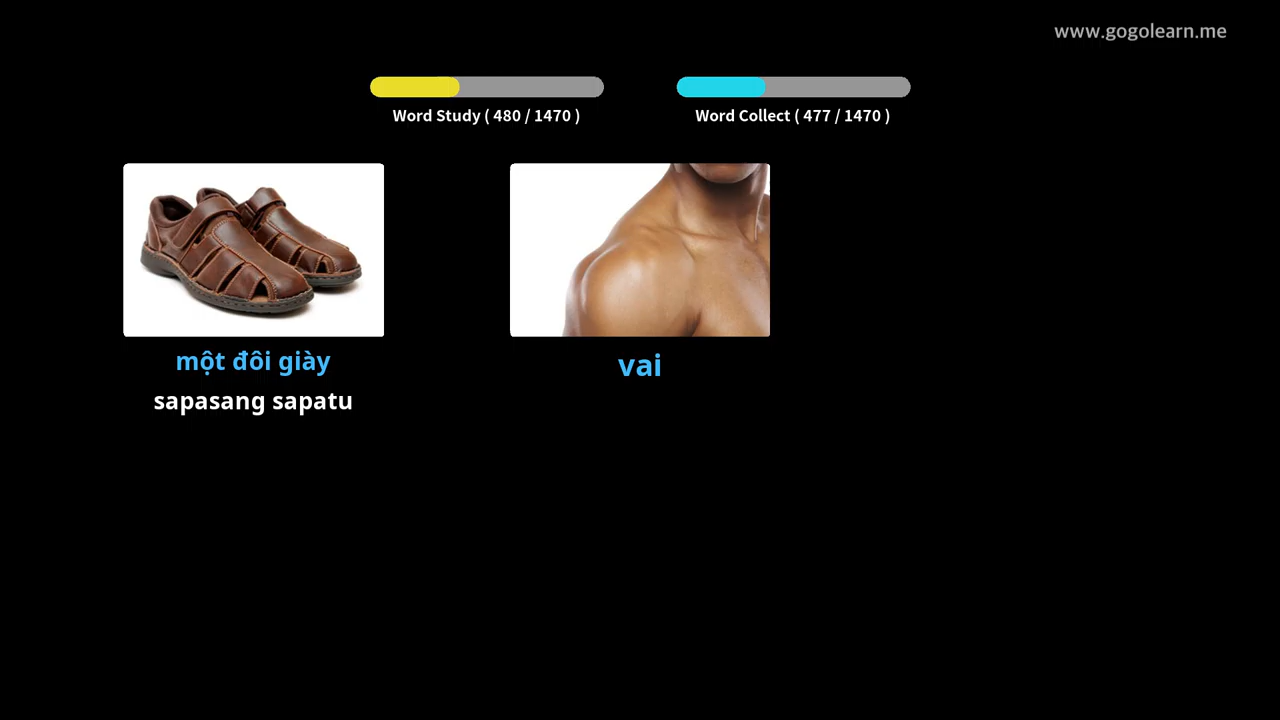 www.gogolearn.me
Word Study ( 480 / 1470 )
Word Collect ( 477 / 1470 )
một đôi giày
sapasang sapatu
vai